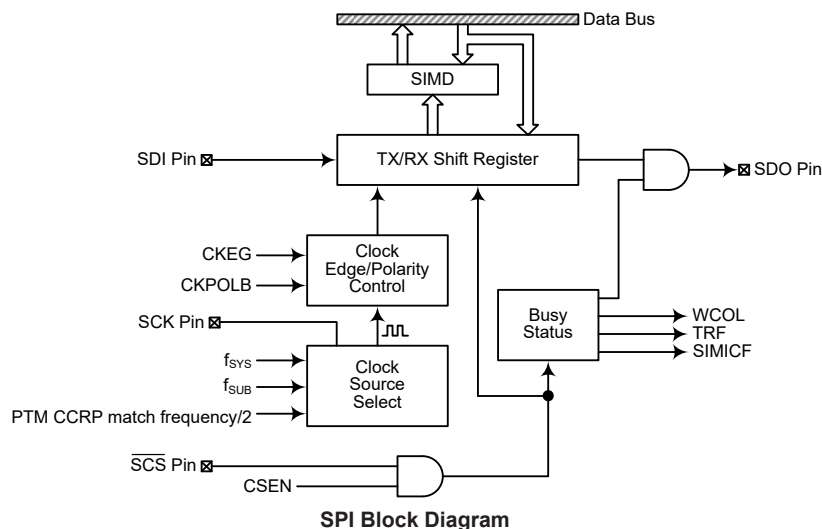 Data Bus
SIMD
SDI Pin
TX/RX Shift Register
SDO Pin
CKEG
CKPOLB
Clock
Edge/Polarity
Control
SCK Pin
Busy
Status
WCOL
TRF
SIMICF
fSYS
fSUB
PTM CCRP match frequency/2
Clock
Source
Select
SCS Pin
CSEN
SPI Block Diagram